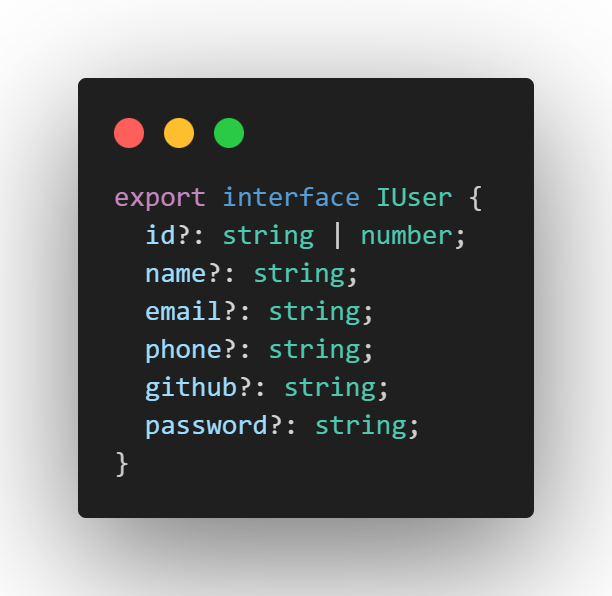 export interface IUser {
  id?: string | number;
  name?: string;
  email?: string;
  phone?: string;
  github?: string;
  password?: string;
}